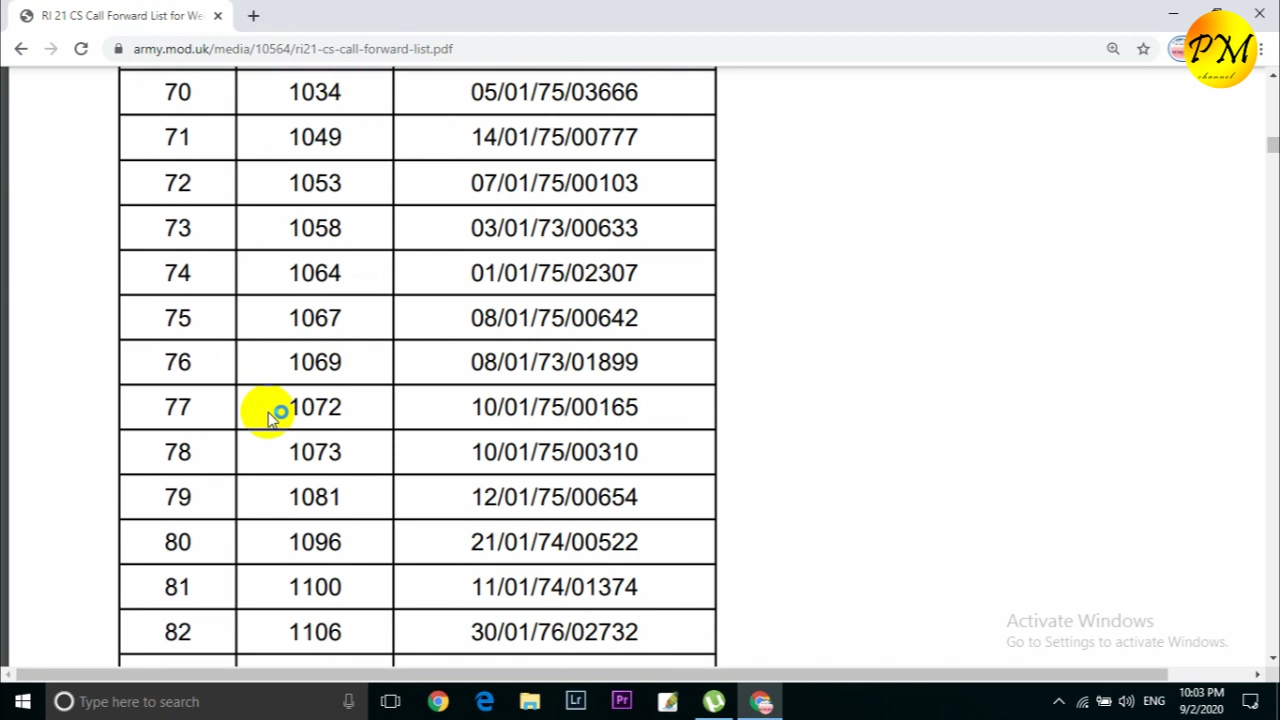 RI 21 CS Call Forward List for We
army.mod.uk/media/10564/ri21-cs-call-forward-list.pdf
PM
channel
70 1034 05/01/75/03666
71 1049 14/01/75/00777
72 1053 07/01/75/00103
73 1058 03/01/73/00633
74 1064 01/01/75/02307
75 1067 08/01/75/00642
76 1069 08/01/73/01899
77 1072 10/01/75/00165
78 1073 10/01/75/00310
79 1081 12/01/75/00654
80 1096 21/01/74/00522
81 1100 11/01/74/01374
82 1106 30/01/76/02732
Activate Windows
Go to Settings to activate Windows.
Type here to search
Lr
Pr
ENG
10:03 PM
9/2/2020